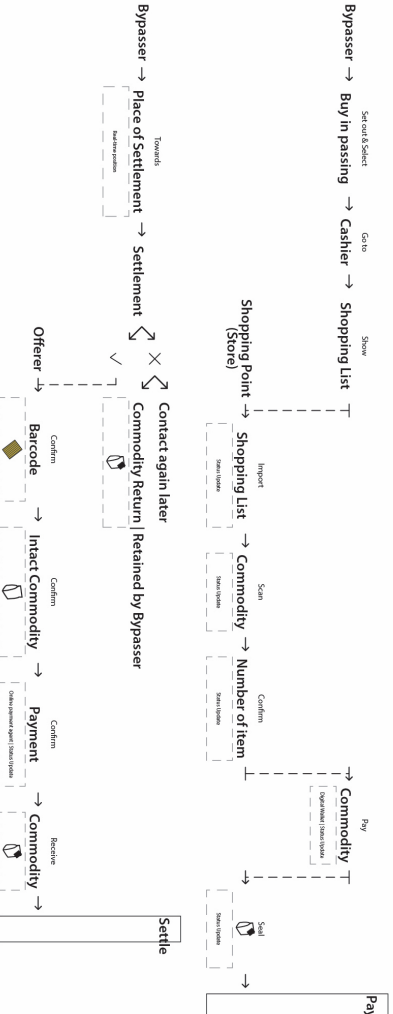 Set out & Select
Go to
Show
Bypasser → Buy in passing → Cashier → Shopping List
Import
Scan
Confirm
Pay
Seal
Shopping Point
(Store)
Shopping List → Commodity → Number of item
Commodity
Status Update
Status Update
Status Update
Digital Wallet | Status Update
Status Update
Pay
Towards
Bypasser → Place of Settlement → Settlement
Real-time position
Contact again later
Commodity Return | Retained by Bypasser
Confirm
Confirm
Confirm
Receive
Offerer → Barcode → Intact Commodity → Payment → Commodity →
Online payment agent | Status Update
Settle